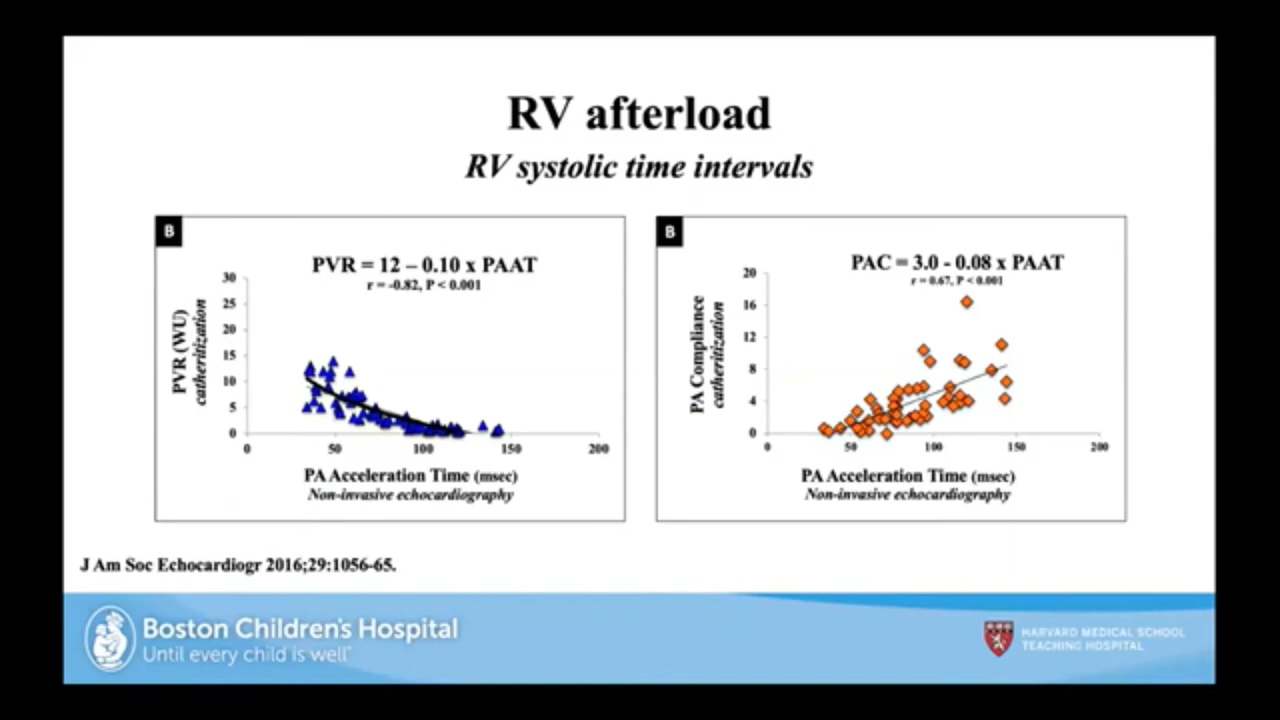 RV afterload
RV systolic time intervals
B
PVR = 12 – 0.10 x PAAT
r = -0.82, P < 0.001
30
25
20
15
10
5
0
PVR (WU)
catheritization
0 50 100 150 200
PA Acceleration Time (msec)
Non-invasive echocardiography
B
PAC = 3.0 - 0.08 x PAAT
r = 0.67, P < 0.001
20
16
12
8
4
0
PA Compliance
catheritization
0 50 100 150 200
PA Acceleration Time (msec)
Non-invasive echocardiography
J Am Soc Echocardiogr 2016;29:1056-65.
Boston Children's Hospital
Until every child is well™
HARVARD MEDICAL SCHOOL
TEACHING HOSPITAL